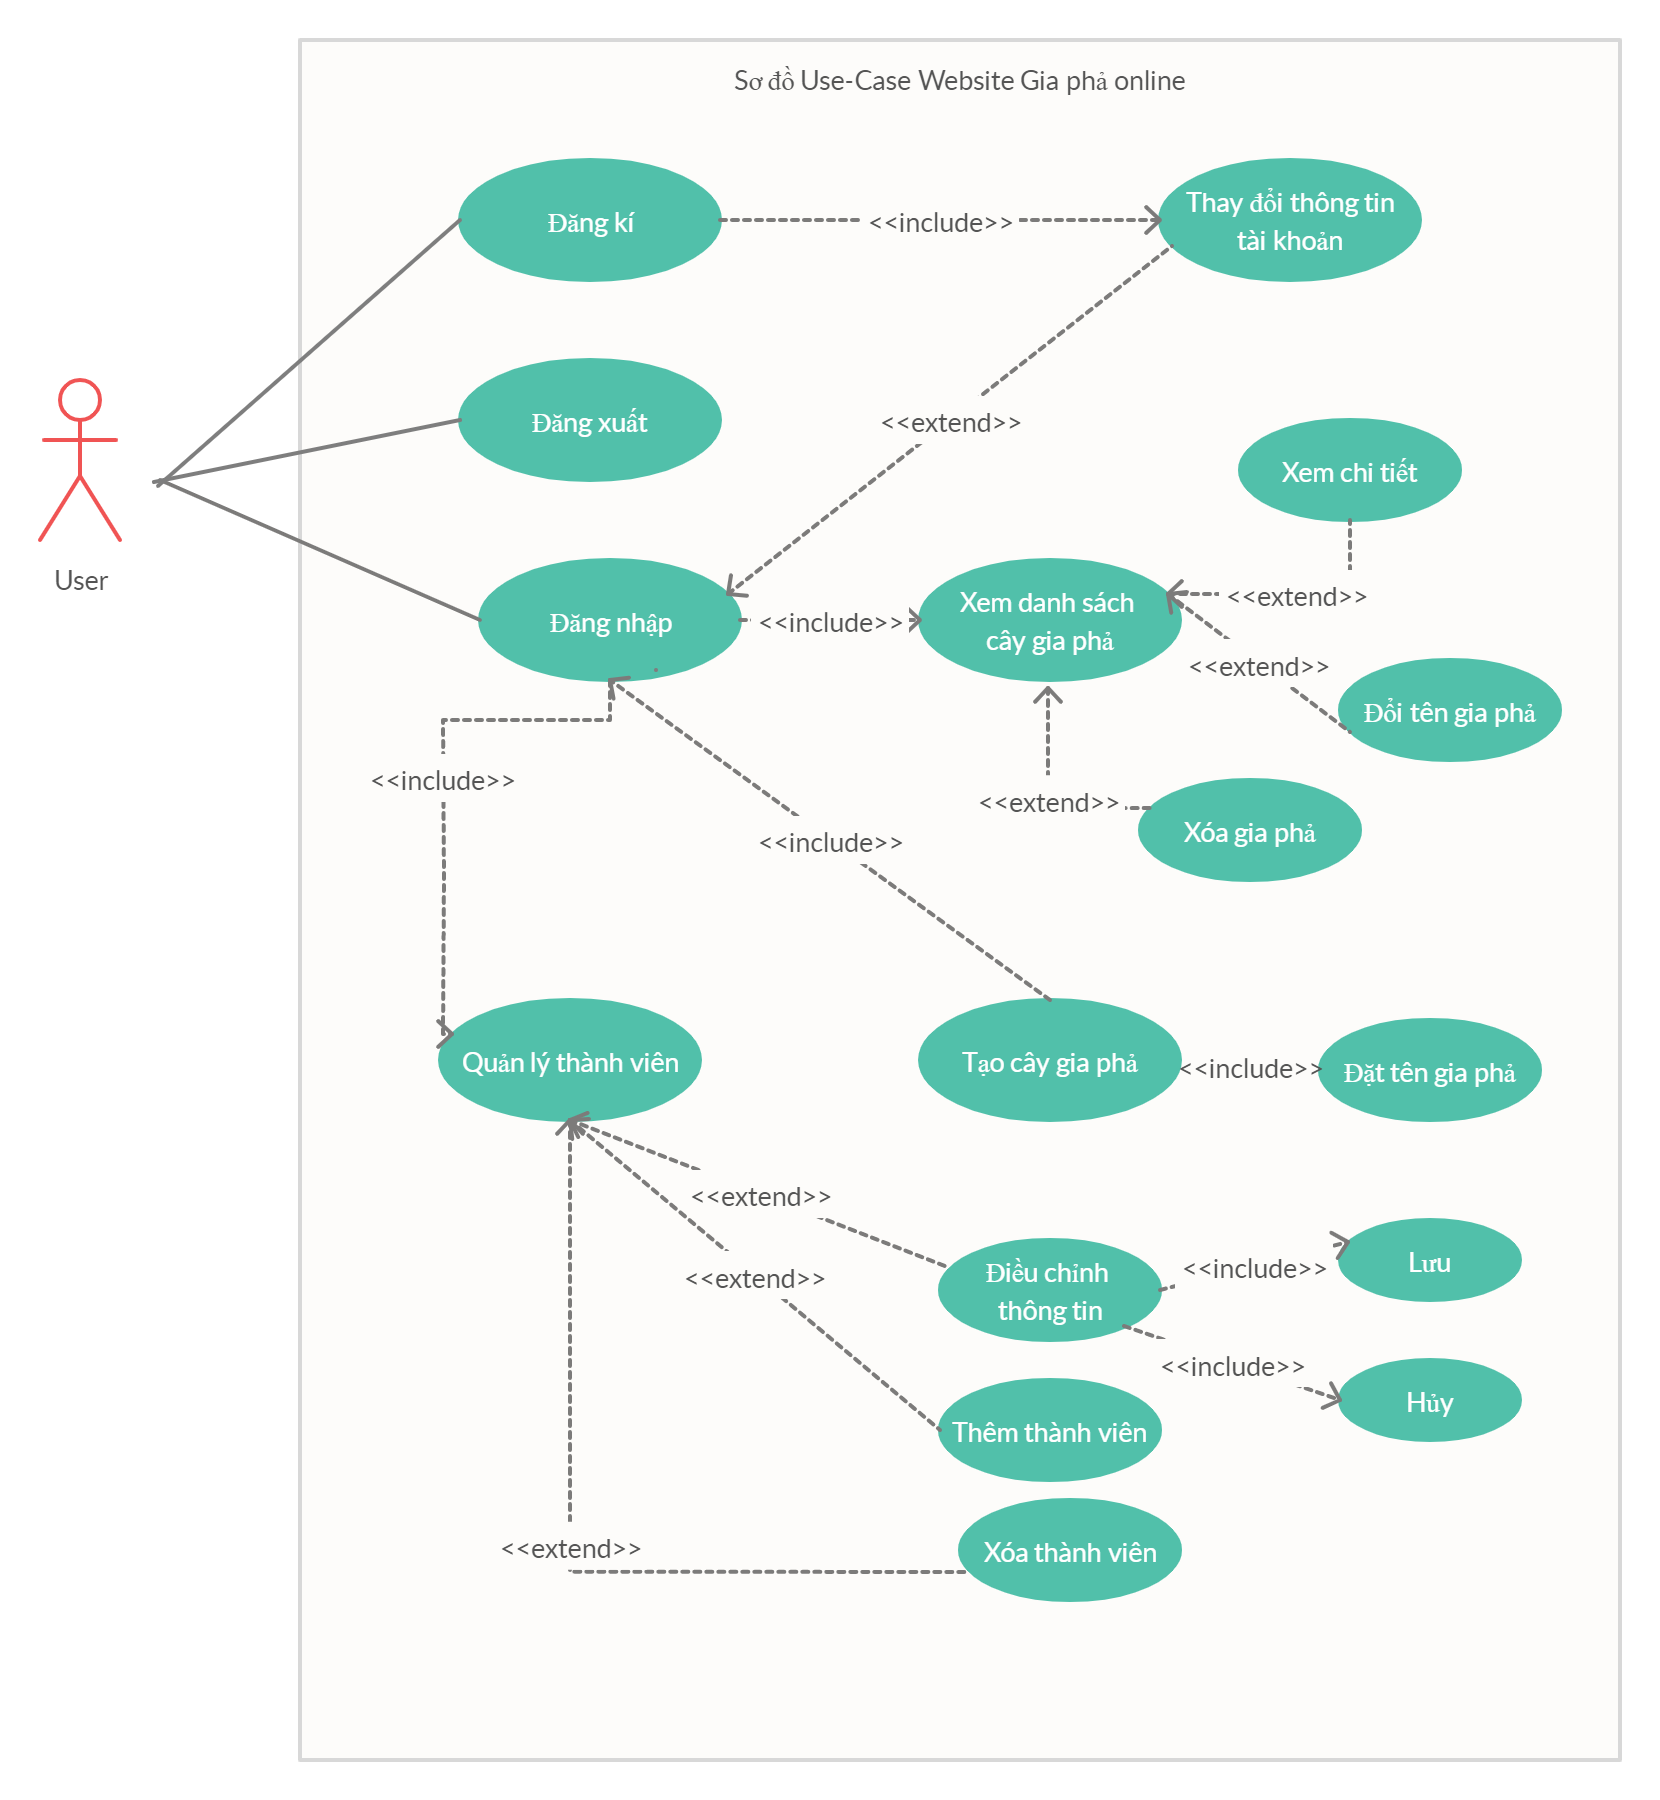 Sơ đồ Use-Case Website Gia phả online
Đăng kí
<<include>>
Thay đổi thông tin
tài khoản
Đăng xuất
<<extend>>
Xem chi tiết
User
Đăng nhập
<<include>>
Xem danh sách
cây gia phả
<<extend>>
<<extend>>
Đổi tên gia phả
<<include>>
<<extend>>
Xóa gia phả
<<include>>
Quản lý thành viên
Tạo cây gia phả
<<include>>
Đặt tên gia phả
<<extend>>
<<extend>>
Điều chỉnh
thông tin
<<include>>
Lưu
<<include>>
Hủy
Thêm thành viên
<<extend>>
Xóa thành viên